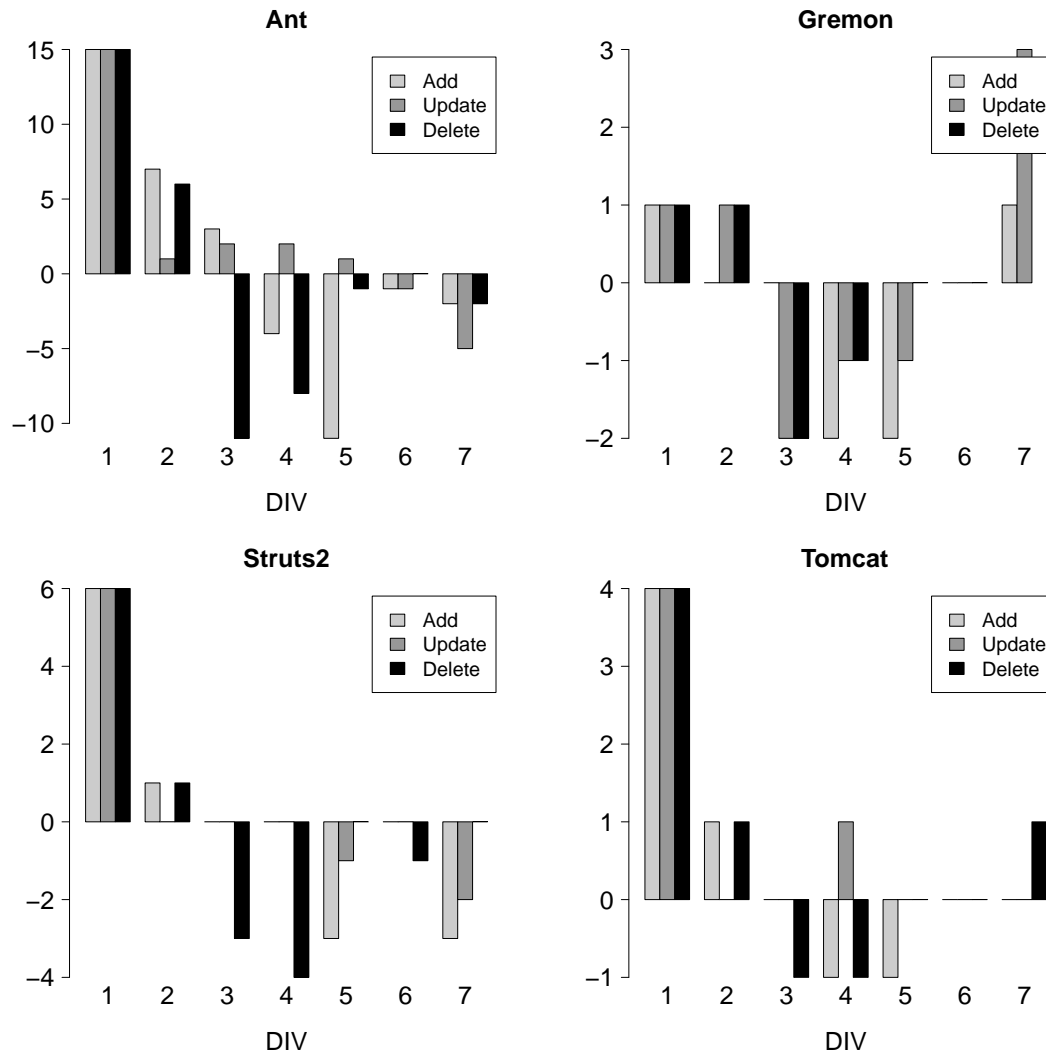 Ant
15
10
5
0
−5
−10
Add
Update
Delete
1 2 3 4 5 6 7
DIV
Gremon
3
2
1
0
−1
−2
Add
Update
Delete
1 2 3 4 5 6 7
DIV
Struts2
6
4
2
0
−2
−4
Add
Update
Delete
1 2 3 4 5 6 7
DIV
Tomcat
4
3
2
1
0
−1
Add
Update
Delete
1 2 3 4 5 6 7
DIV